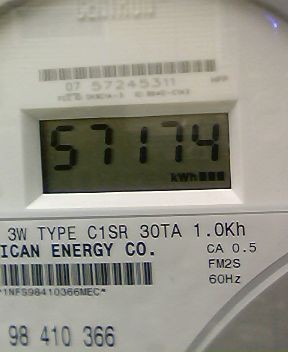 CENTRON
07 57245311
57174
kWh
3W TYPE C1SR 30TA 1.0Kh
ICAN ENERGY CO.
CA 0.5
FM2S
60Hz
*1NFS98410366MEC*
98 410 366